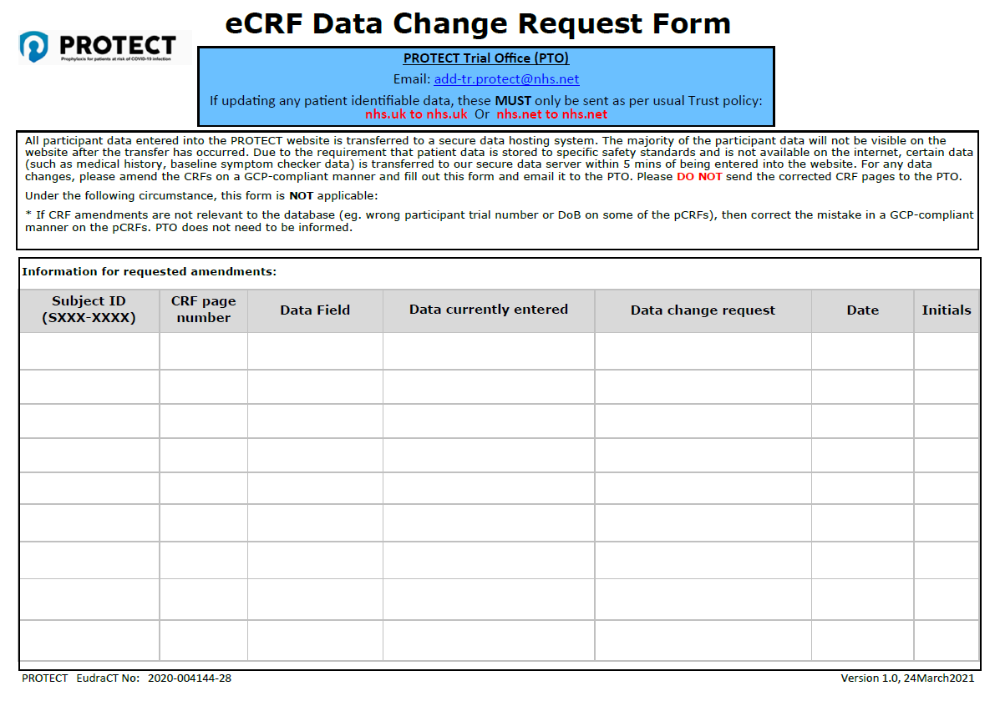 eCRF Data Change Request Form
PROTECT
Prophylaxis for patients at risk of COVID-19 infection
PROTECT Trial Office (PTO)
Email: add-tr.protect@nhs.net
If updating any patient identifiable data, these MUST only be sent as per usual Trust policy:
nhs.uk to nhs.uk Or nhs.net to nhs.net
All participant data entered into the PROTECT website is transferred to a secure data hosting system. The majority of the participant data will not be visible on the
website after the transfer has occurred. Due to the requirement that patient data is stored to specific safety standards and is not available on the internet, certain data
(such as medical history, baseline symptom checker data) is transferred to our secure data server within 5 mins of being entered into the website. For any data
changes, please amend the CRFs on a GCP-compliant manner and fill out this form and email it to the PTO. Please DO NOT send the corrected CRF pages to the PTO.
Under the following circumstance, this form is NOT applicable:
* If CRF amendments are not relevant to the database (eg. wrong participant trial number or DoB on some of the pCRFs), then correct the mistake in a GCP-compliant
manner on the pCRFs. PTO does not need to be informed.
Information for requested amendments:
Subject ID
(SXXX-XXXX)
CRF page
number
Data Field
Data currently entered
Data change request
Date
Initials
PROTECT EudraCT No: 2020-004144-28
Version 1.0, 24March2021